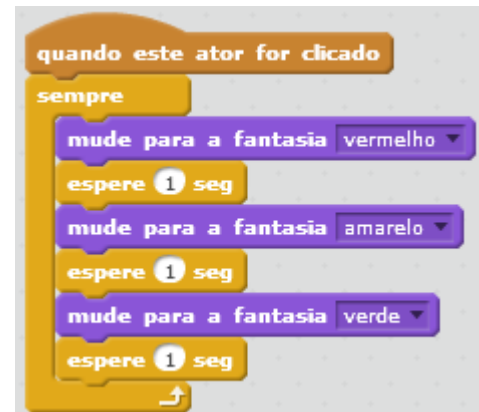 quando este ator for clicado
sempre
mude para a fantasia vermelho
espere 1 seg
mude para a fantasia amarelo
espere 1 seg
mude para a fantasia verde
espere 1 seg